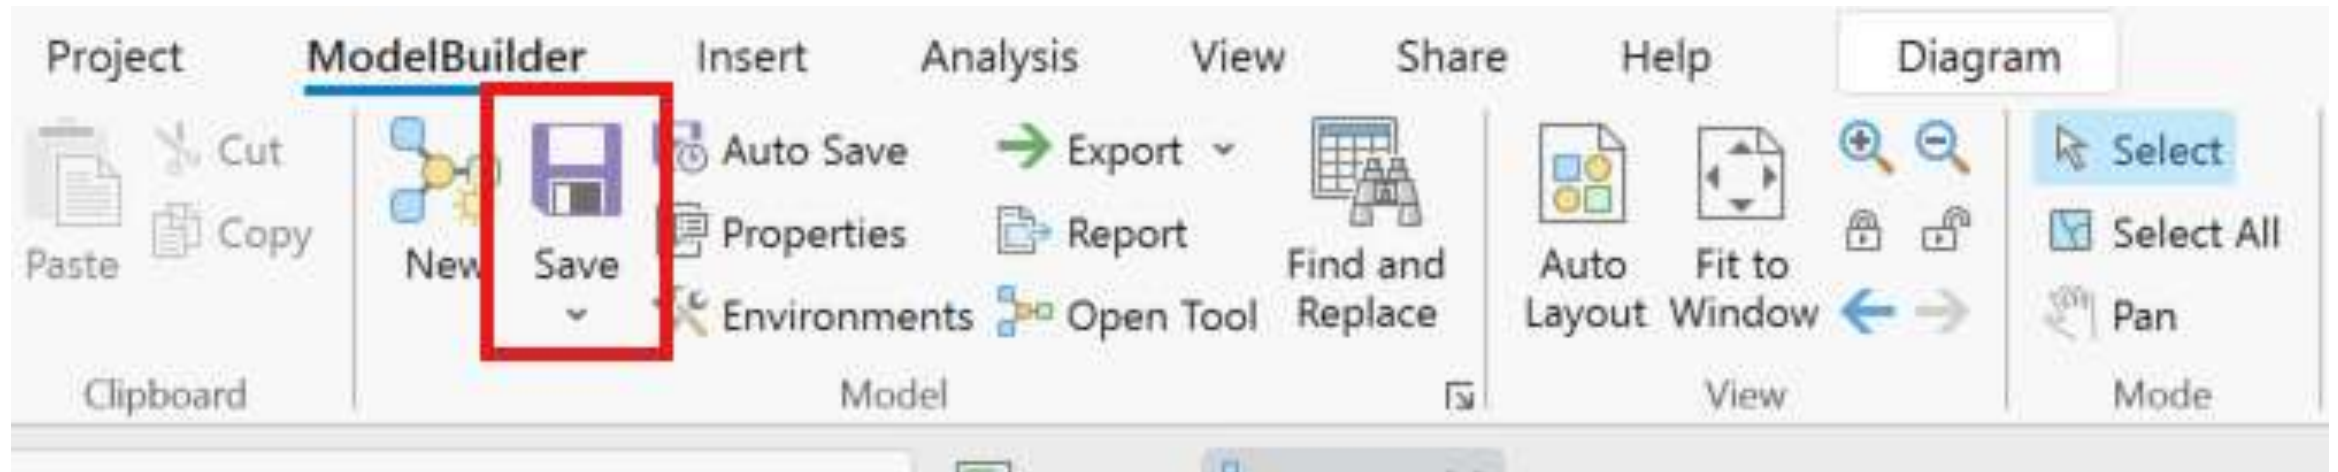 Project ModelBuilder Insert Analysis View Share Help Diagram
Paste
Cut
Copy
Clipboard
New
Save
Auto Save
Properties
Environments
Export
Report
Open Tool
Find and
Replace
Model
Auto
Layout
Fit to
Window
View
Select
Select All
Pan
Mode